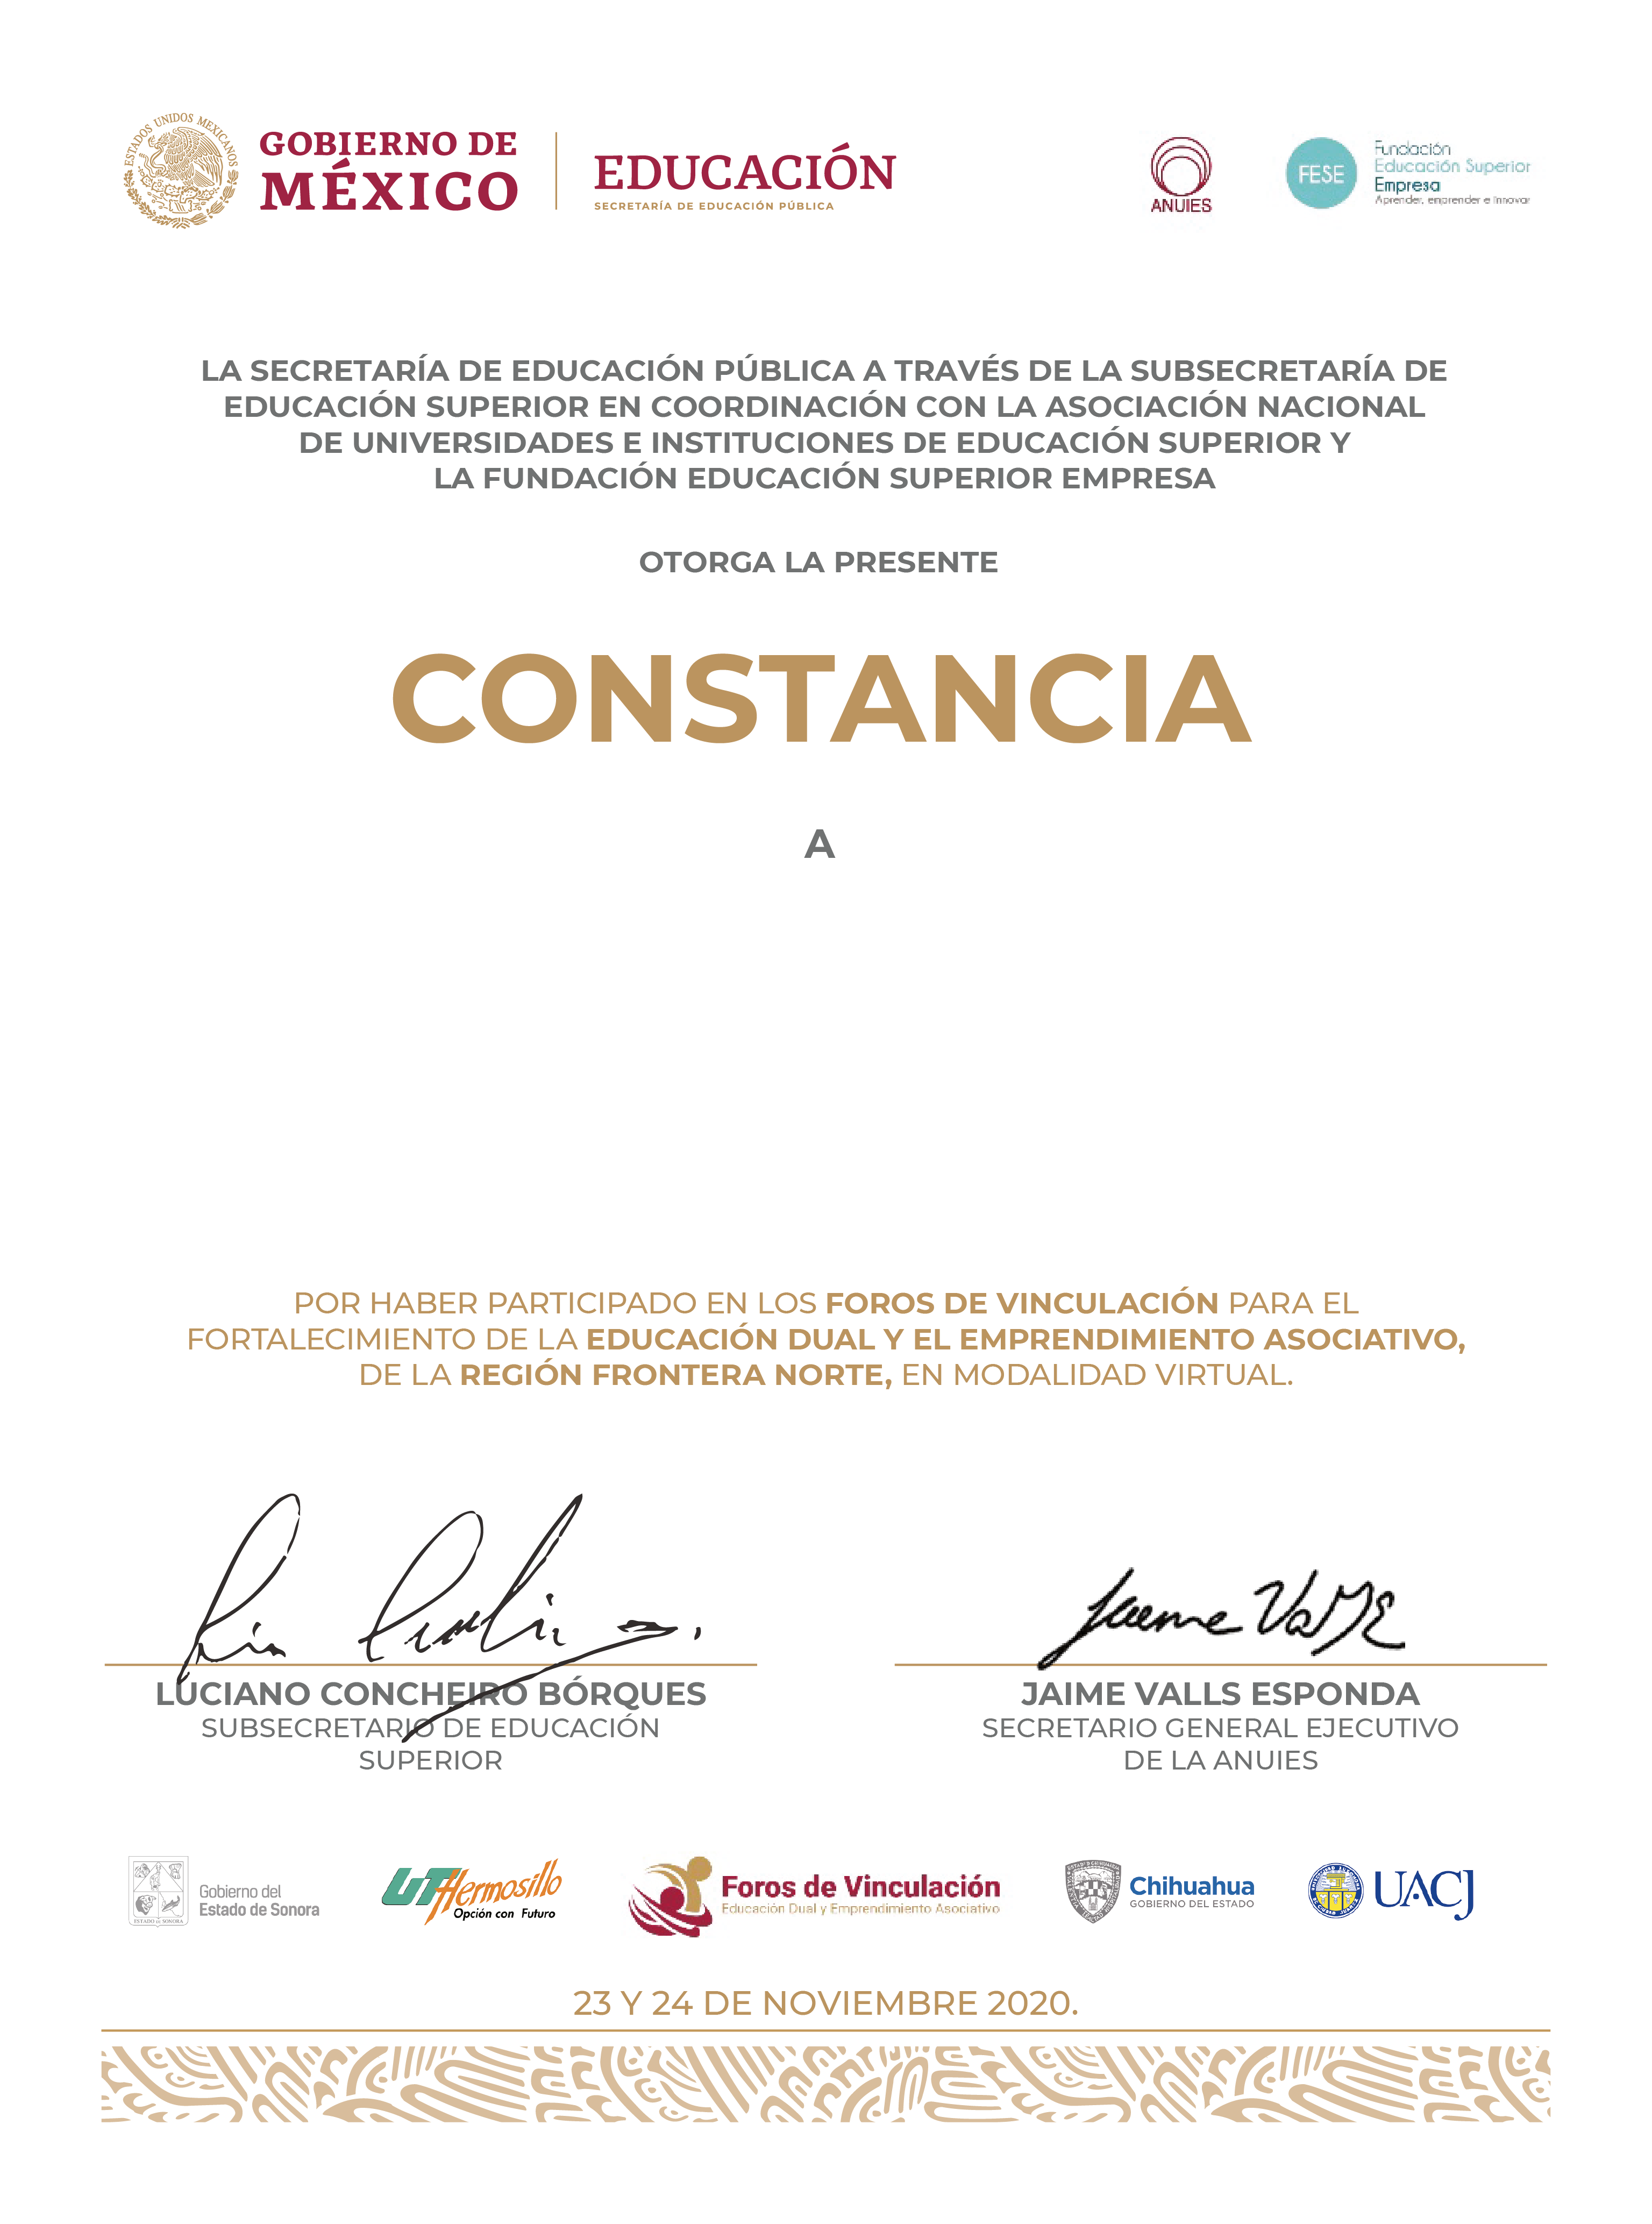 ESTADOS UNIDOS MEXICANOS
GOBIERNO DE
MÉXICO
EDUCACIÓN
SECRETARÍA DE EDUCACIÓN PÚBLICA
ANUIES
FESE
Fundación
Educación Superior
Empresa
Aprender, emprender e Innovar
LA SECRETARÍA DE EDUCACIÓN PÚBLICA A TRAVÉS DE LA SUBSECRETARÍA DE
EDUCACIÓN SUPERIOR EN COORDINACIÓN CON LA ASOCIACIÓN NACIONAL
DE UNIVERSIDADES E INSTITUCIONES DE EDUCACIÓN SUPERIOR Y
LA FUNDACIÓN EDUCACIÓN SUPERIOR EMPRESA
OTORGA LA PRESENTE
CONSTANCIA
A
POR HABER PARTICIPADO EN LOS FOROS DE VINCULACIÓN PARA EL
FORTALECIMIENTO DE LA EDUCACIÓN DUAL Y EL EMPRENDIMIENTO ASOCIATIVO,
DE LA REGIÓN FRONTERA NORTE, EN MODALIDAD VIRTUAL.
Jaime Valls E
LUCIANO CONCHEIRO BÓRQUES
SUBSECRETARIO DE EDUCACIÓN
SUPERIOR
JAIME VALLS ESPONDA
SECRETARIO GENERAL EJECUTIVO
DE LA ANUIES
ESTADO DE SONORA
Gobierno del
Estado de Sonora
UTHermosillo
Opción con Futuro
Foros de Vinculación
Educación Dual y Emprendimiento Asociativo
Chihuahua
GOBIERNO DEL ESTADO
UACJ
23 Y 24 DE NOVIEMBRE 2020.